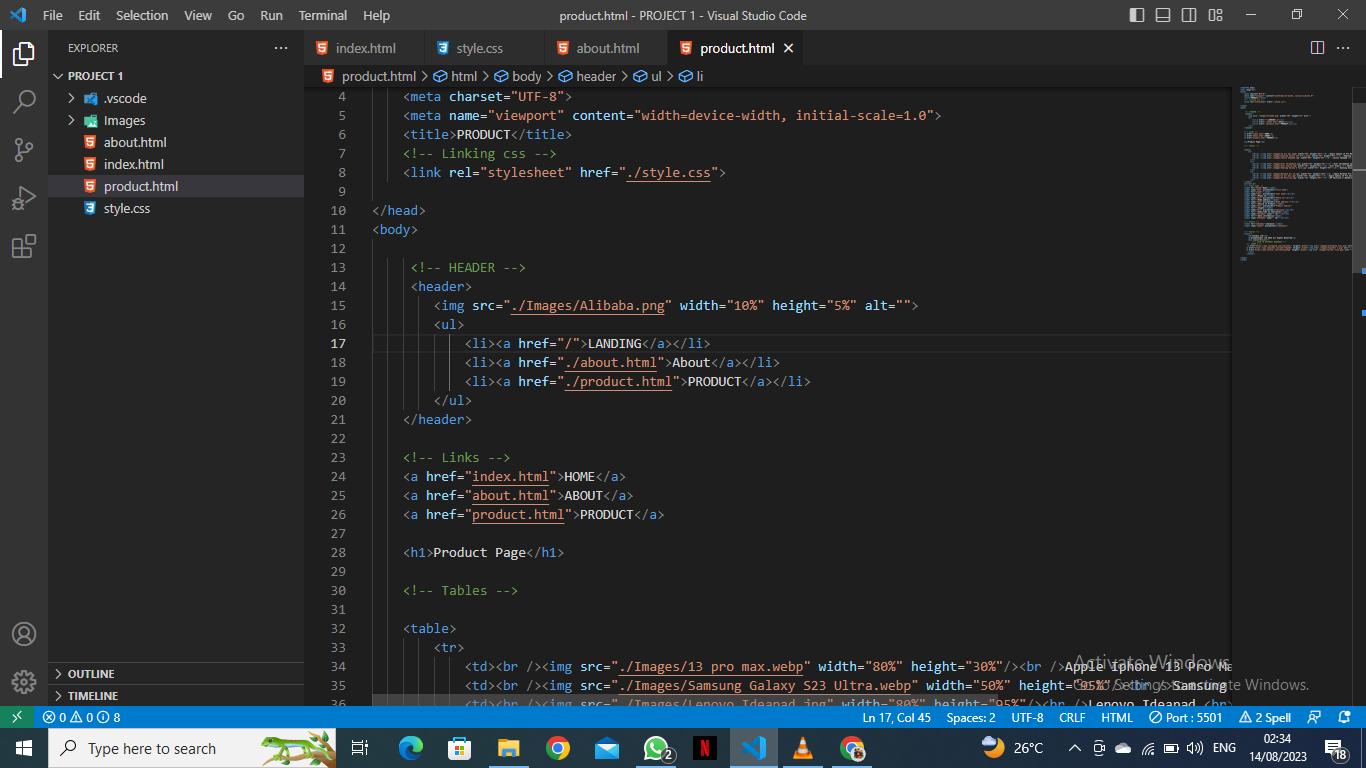 File Edit Selection View Go Run Terminal Help product.html - PROJECT 1 - Visual Studio Code
EXPLORER
PROJECT 1
.vscode
Images
about.html
index.html
product.html
style.css
OUTLINE
TIMELINE
index.html style.css about.html product.html
product.html > html > body > header > ul > li
4 <meta charset="UTF-8">
5 <meta name="viewport" content="width=device-width, initial-scale=1.0">
6 <title>PRODUCT</title>
7 <!-- Linking css -->
8 <link rel="stylesheet" href="./style.css">
9
10 </head>
11 <body>
12
13 <!-- HEADER -->
14 <header>
15 <img src="./Images/Alibaba.png" width="10%" height="5%" alt="">
16 <ul>
17 <li><a href="/">LANDING</a></li>
18 <li><a href="./about.html">About</a></li>
19 <li><a href="./product.html">PRODUCT</a></li>
20 </ul>
21 </header>
22
23 <!-- Links -->
24 <a href="index.html">HOME</a>
25 <a href="about.html">ABOUT</a>
26 <a href="product.html">PRODUCT</a>
27
28 <h1>Product Page</h1>
29
30 <!-- Tables -->
31
32 <table>
33 <tr>
34 <td><br /><img src="./Images/13 pro max.webp" width="80%" height="30%"/><br />Apple Iphone 13 Pro Ma
35 <td><br /><img src="./Images/Samsung Galaxy S23 Ultra.webp" width="50%" height="95%"/><br />Samsung
36 <td><br /><img src="./Images/Lenovo Ideapad.jpg" width="80%" height="95%"/><br />Lenovo Ideapad <br
Activate Windows
Go to Settings to activate Windows.
0 0 8 Ln 17, Col 45 Spaces: 2 UTF-8 CRLF HTML Port : 5501 2 Spell
Type here to search 2 26°C ENG 02:34
14/08/2023 18